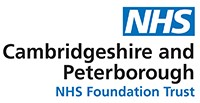 NHS
Cambridgeshire and
Peterborough
NHS Foundation Trust